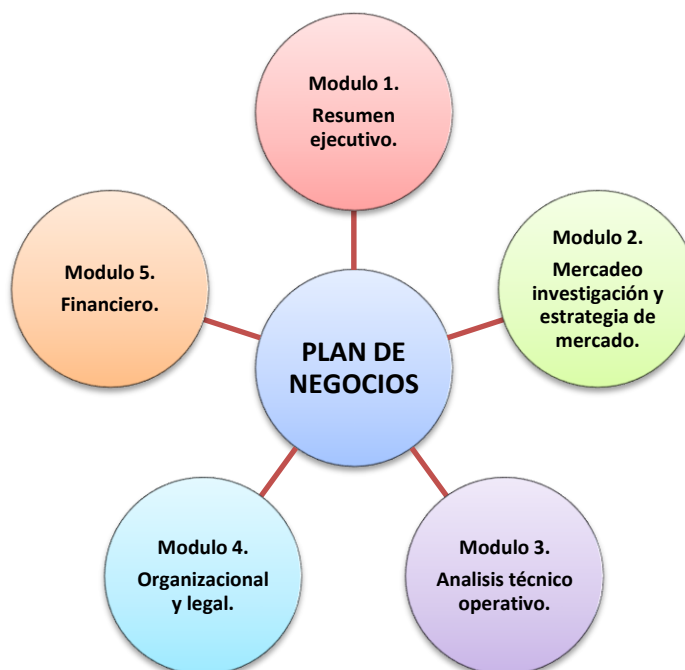 Modulo 1.
Resumen
ejecutivo.
Modulo 2.
Mercadeo
investigación y
estrategia de
mercado.
Modulo 5.
Financiero.
PLAN DE
NEGOCIOS
Modulo 4.
Organizacional
y legal.
Modulo 3.
Analisis técnico
operativo.